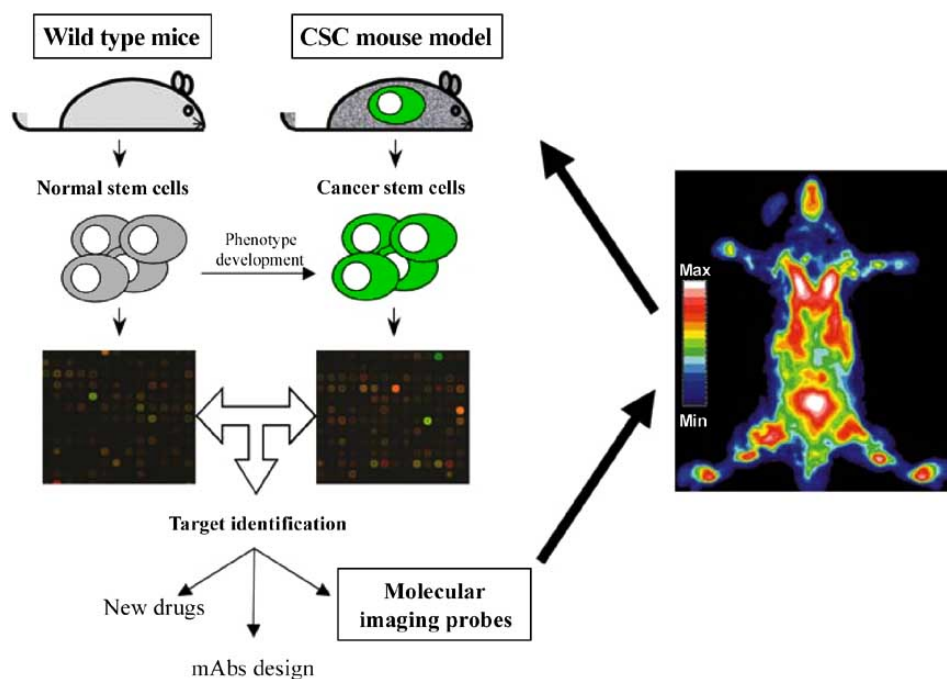 Wild type mice
CSC mouse model
Normal stem cells
Cancer stem cells
Phenotype
development
Max
Min
Target identification
New drugs
Molecular
imaging probes
mAbs design